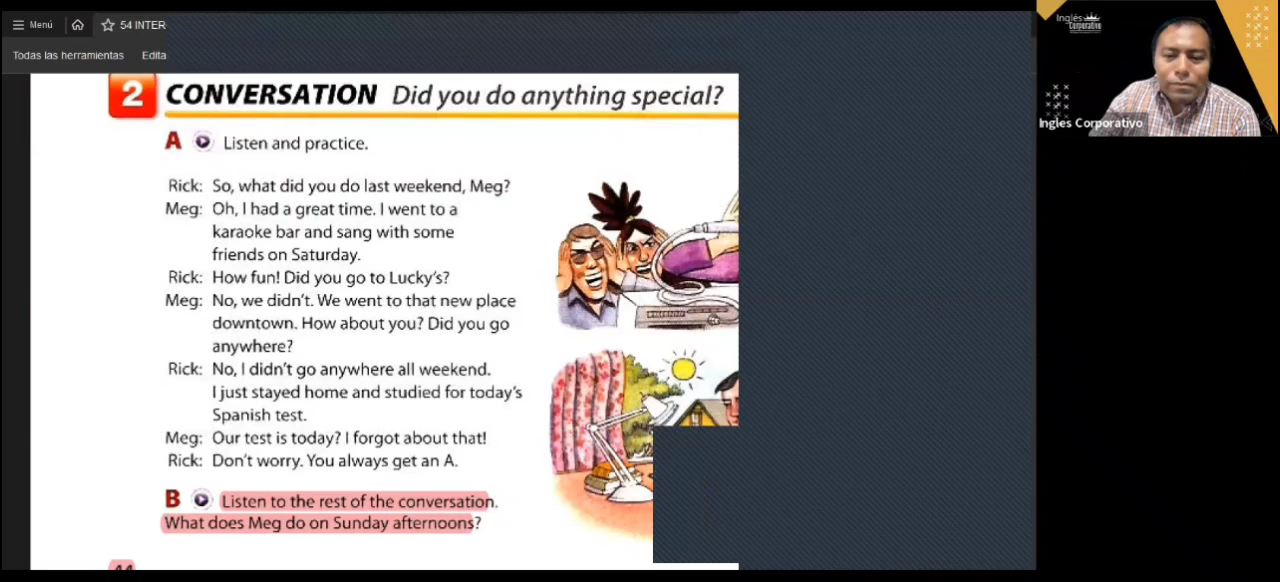 Menú
54 INTER
Todas las herramientas
Edita
2 CONVERSATION Did you do anything special?
A Listen and practice.
Rick: So, what did you do last weekend, Meg?
Meg: Oh, I had a great time. I went to a
karaoke bar and sang with some
friends on Saturday.
Rick: How fun! Did you go to Lucky's?
Meg: No, we didn't. We went to that new place
downtown. How about you? Did you go
anywhere?
Rick: No, I didn't go anywhere all weekend.
I just stayed home and studied for today's
Spanish test.
Meg: Our test is today? I forgot about that!
Rick: Don't worry. You always get an A.
B Listen to the rest of the conversation.
What does Meg do on Sunday afternoons?
Inglés
Corporativo
Ingles Corporativo